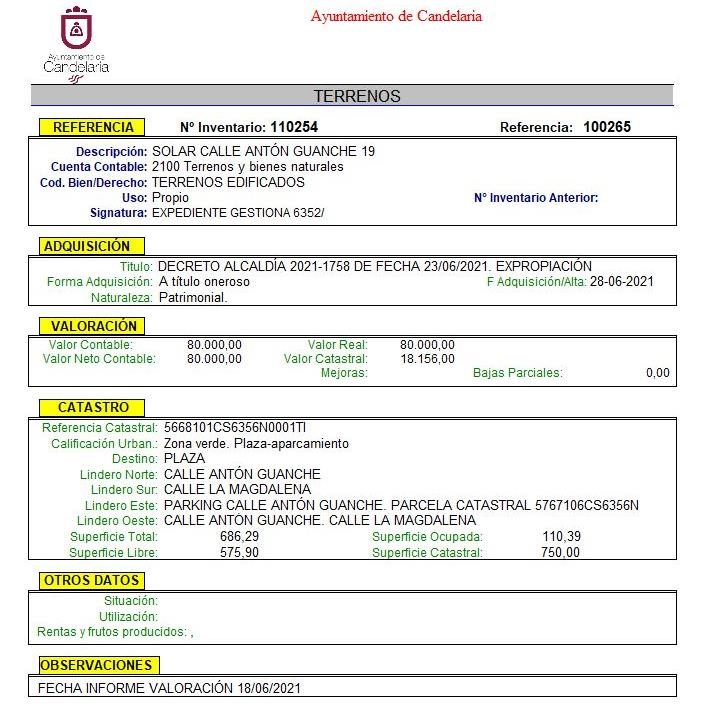 Ayuntamiento de Candelaria
Ayuntamiento de
Candelaria
TERRENOS
REFERENCIA Nº Inventario: 110254 Referencia: 100265
Descripción: SOLAR CALLE ANTÓN GUANCHE 19
Cuenta Contable: 2100 Terrenos y bienes naturales
Cod. Bien/Derecho: TERRENOS EDIFICADOS
Uso: Propio Nº Inventario Anterior:
Signatura: EXPEDIENTE GESTIONA 6352/
ADQUISICIÓN
Titulo: DECRETO ALCALDÍA 2021-1758 DE FECHA 23/06/2021. EXPROPIACIÓN
Forma Adquisición: A título oneroso F Adquisición/Alta: 28-06-2021
Naturaleza: Patrimonial.
VALORACIÓN
Valor Contable: 80.000,00 Valor Real: 80.000,00
Valor Neto Contable: 80.000,00 Valor Catastral: 18.156,00
Mejoras: Bajas Parciales: 0,00
CATASTRO
Referencia Catastral: 5668101CS6356N0001TI
Calificación Urban.: Zona verde. Plaza-aparcamiento
Destino: PLAZA
Lindero Norte: CALLE ANTÓN GUANCHE
Lindero Sur: CALLE LA MAGDALENA
Lindero Este: PARKING CALLE ANTÓN GUANCHE. PARCELA CATASTRAL 5767106CS6356N
Lindero Oeste: CALLE ANTÓN GUANCHE. CALLE LA MAGDALENA
Superficie Total: 686,29 Superficie Ocupada: 110,39
Superficie Libre: 575,90 Superficie Catastral: 750,00
OTROS DATOS
Situación:
Utilización:
Rentas y frutos producidos: ,
OBSERVACIONES
FECHA INFORME VALORACIÓN 18/06/2021